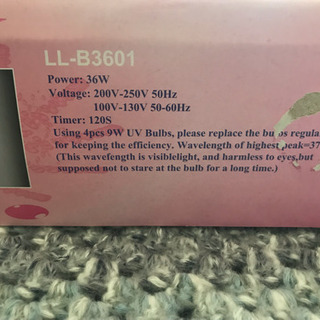 LL-B3601
Power: 36W
Voltage: 200V-250V 50Hz
100V-130V 50-60Hz
Timer: 120S
Using 4pcs 9W UV Bulbs, please replace the bulbs regula
for keeping the efficiency. Wavelength of highest peak=37
(This wavefength is visiblelight, and harmless to eyes,but
supposed not to stare at the bulb for a long time.)